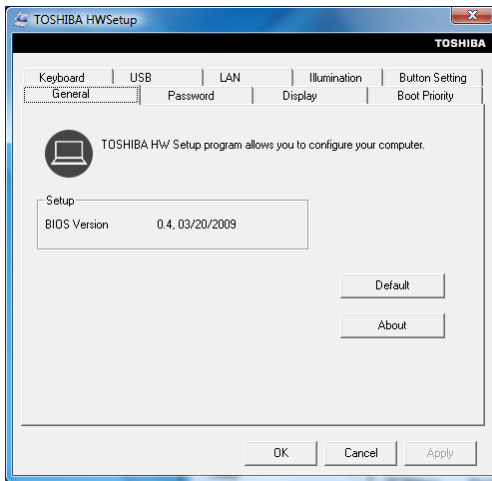 TOSHIBA HWSetup
TOSHIBA
Keyboard USB LAN Illumination Button Setting
General Password Display Boot Priority
TOSHIBA HW Setup program allows you to configure your computer.
Setup
BIOS Version 0.4, 03/20/2009
Default
About
OK Cancel Apply